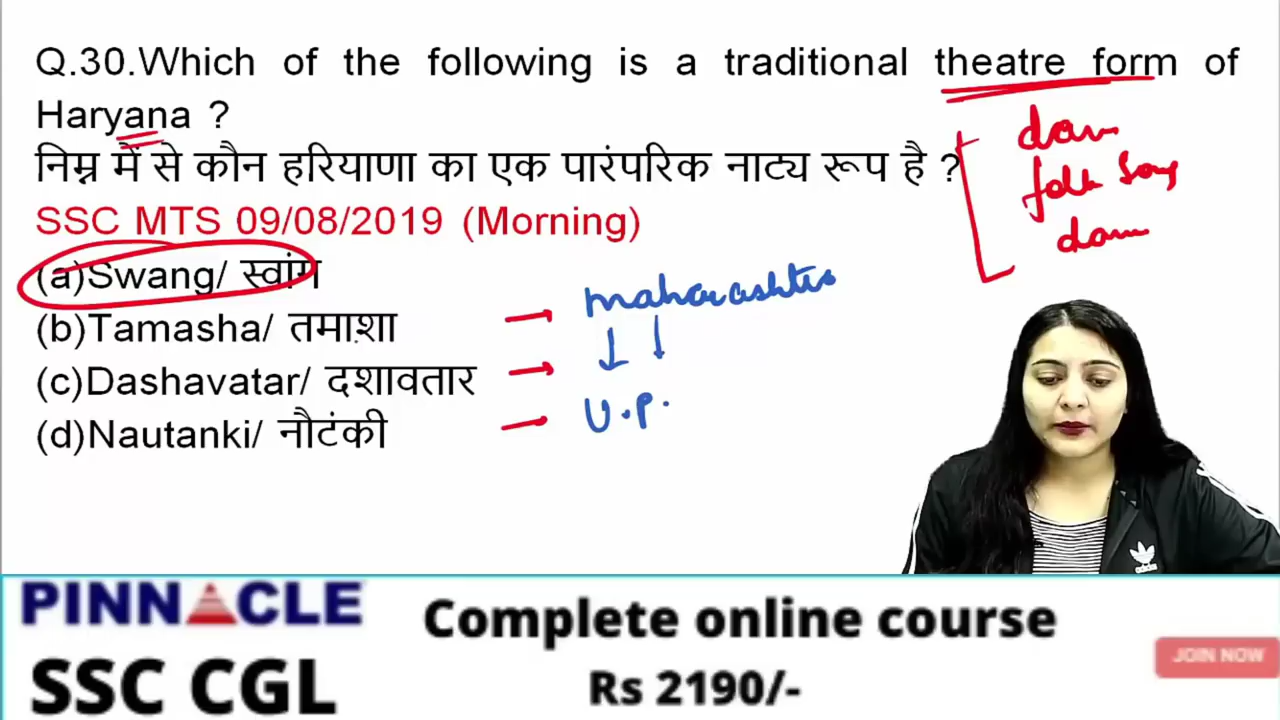 Q.30.Which of the following is a traditional theatre form of
Haryana ?
निम्न में से कौन हरियाणा का एक पारंपरिक नाट्य रूप है ?
SSC MTS 09/08/2019 (Morning)
(a)Swang/ स्वांग
(b)Tamasha/ तमाशा
(c)Dashavatar/ दशावतार
(d)Nautanki/ नौटंकी
folk Song
maharashtra
U.P.
PINNACLE
SSC CGL
Complete online course
Rs 2190/-
JOIN NOW